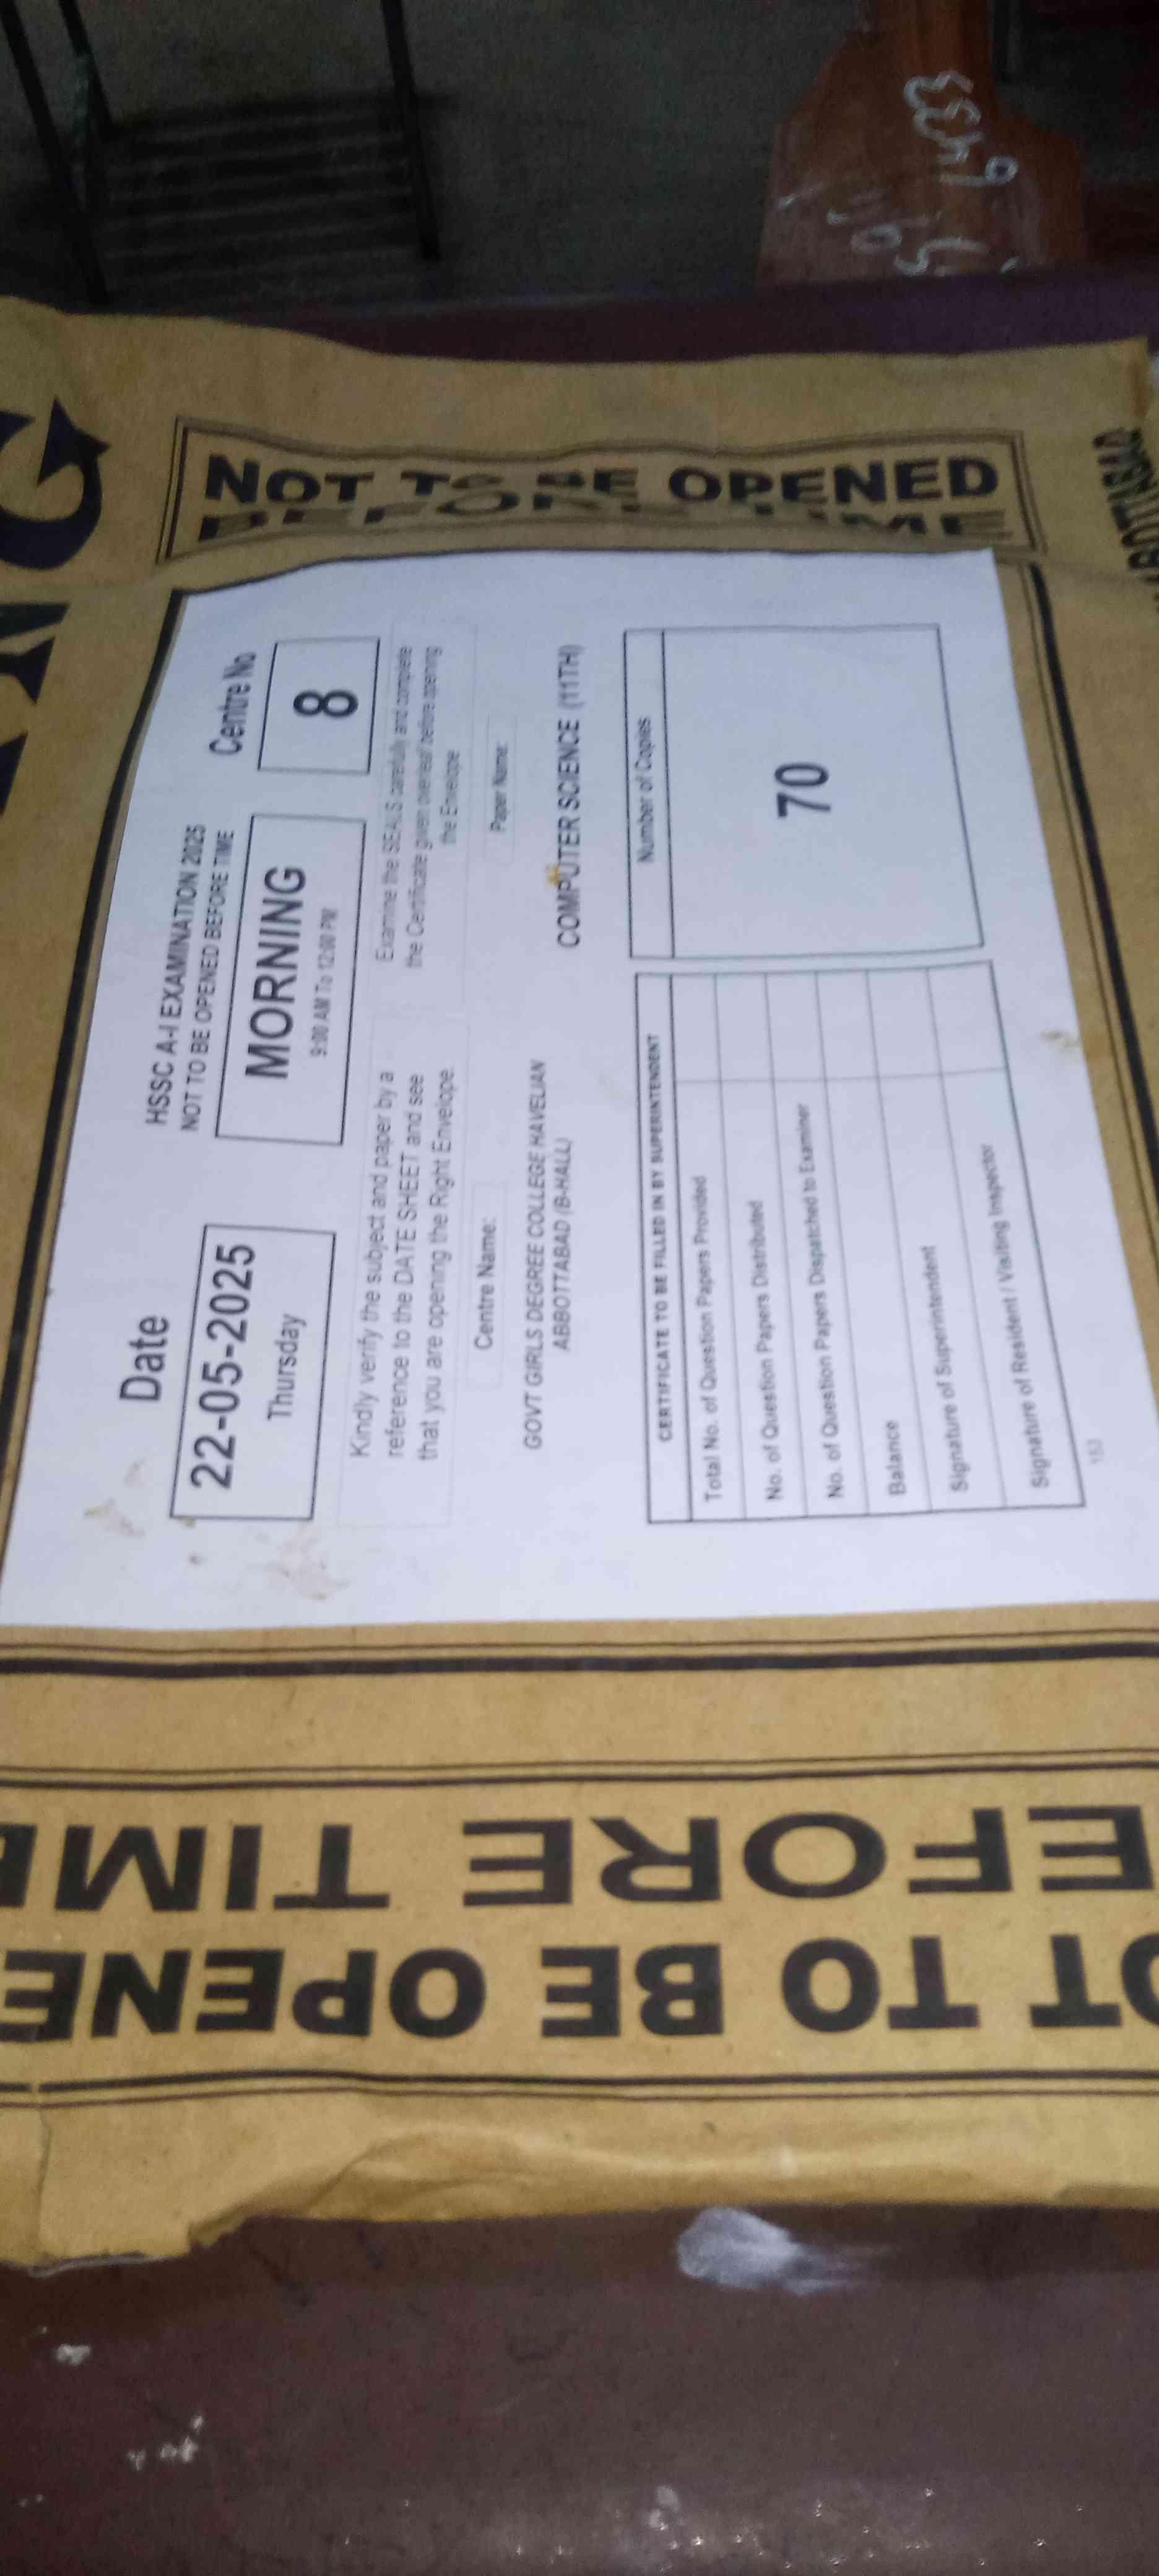 NOT TO BE OPENED
BEFORE TIME
HSSC A-I EXAMINATION 2025
NOT TO BE OPENED BEFORE TIME
Date
22-05-2025
Thursday
MORNING
9:00 AM To 12:00 PM
Centre No
8
Kindly verify the subject and paper by a
reference to the DATE SHEET and see
that you are opening the Right Envelope
Examine the SEALS carefully and complete
the Certificate given overleaf before opening
the Envelope
Centre Name:
GOVT GIRLS DEGREE COLLEGE HAVELIAN
ABBOTTABAD (B-HALL)
Paper Name:
COMPUTER SCIENCE (11TH)
CERTIFICATE TO BE FILLED IN BY SUPERINTENDENT
Total No. of Question Papers Provided
No. of Question Papers Distributed
No. of Question Papers Dispatched to Examiner
Balance
Signature of Superintendent
Signature of Resident / Visiting Inspector
Number of Copies
70
153
OT TO BE OPENE
EFORE TIME